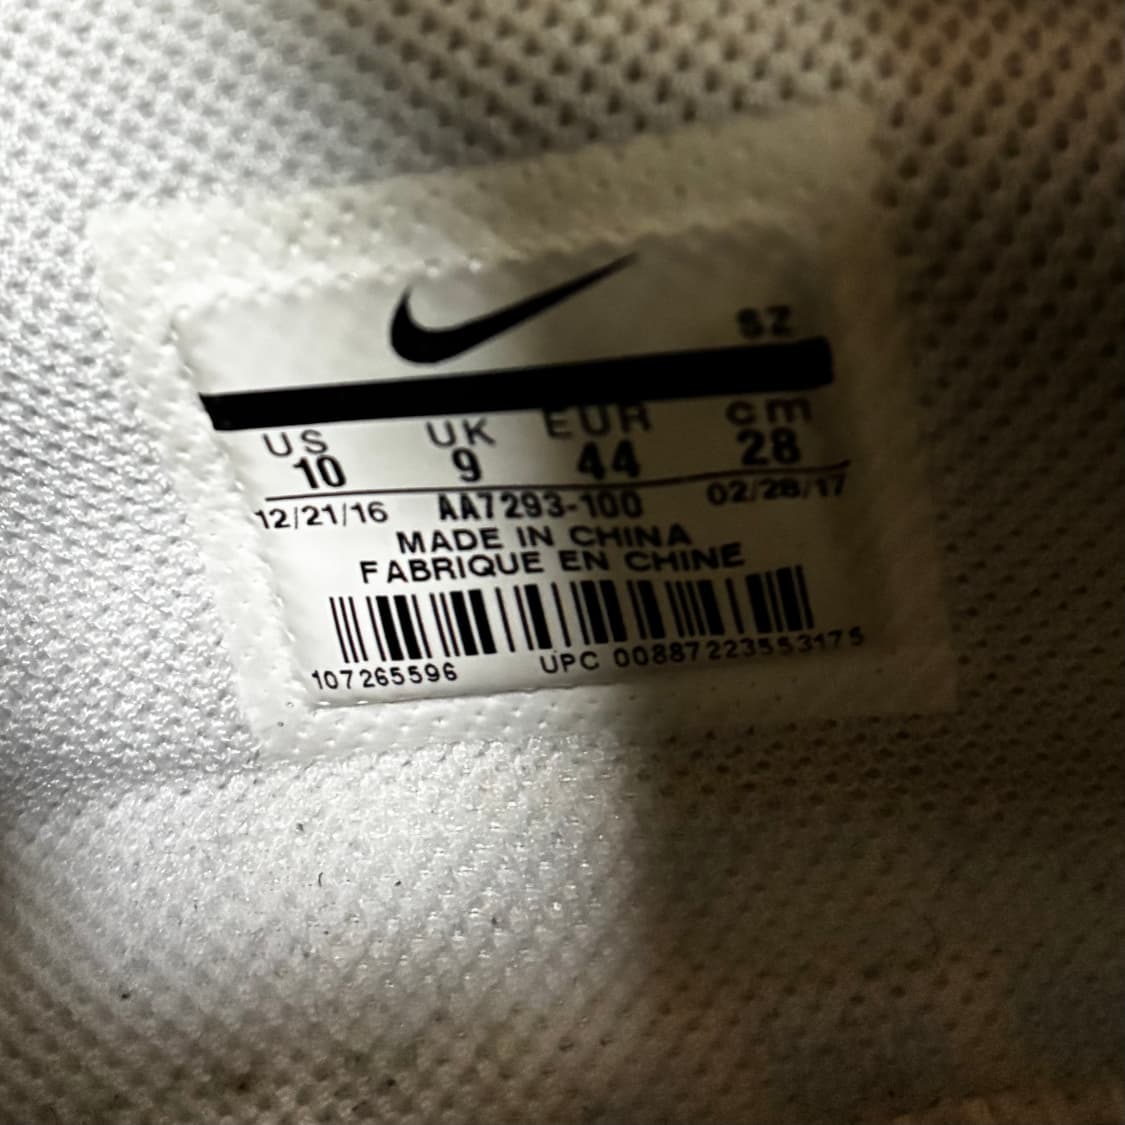 SZ
US UK EUR cm
10 9 44 28
12/21/16 AA7293-100 02/28/17
MADE IN CHINA
FABRIQUE EN CHINE
107265596 UPC 00887223553175